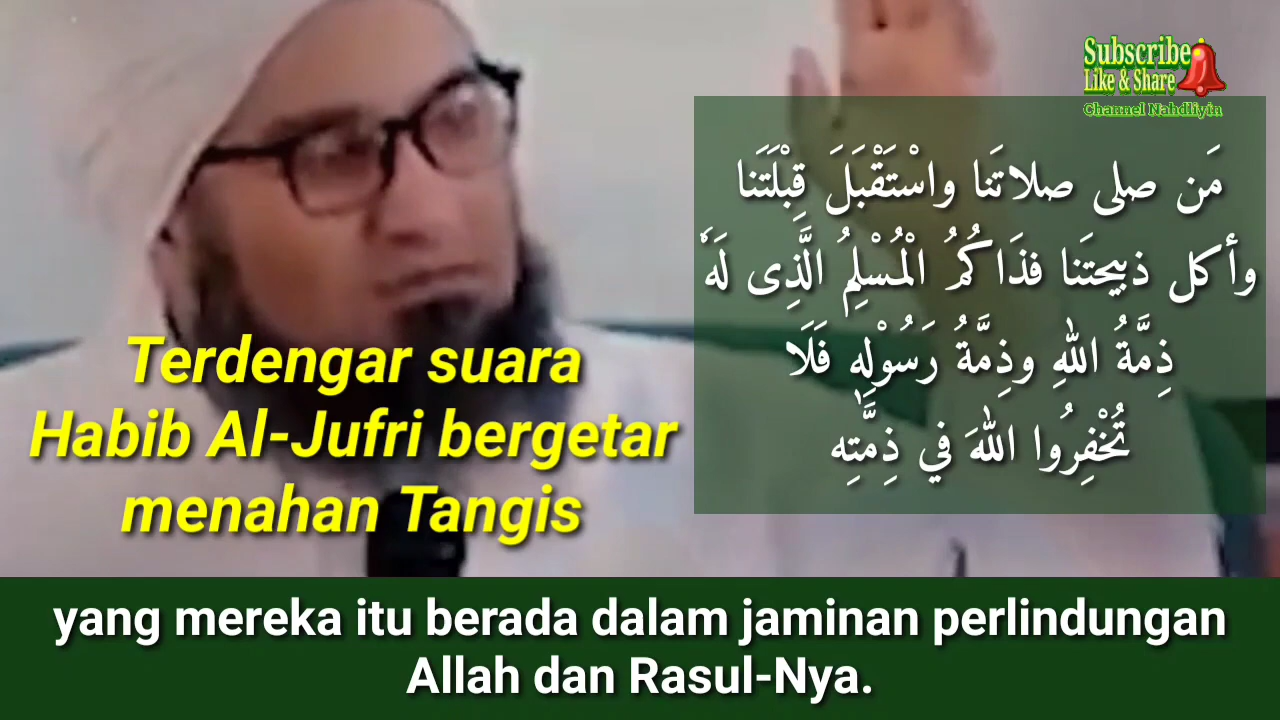 Subscribe
Like & Share
Channel Nahdliyin
مَن صلى صلاتَنا واسْتَقْبَلَ قِبْلَتَنا
وأكل ذبيحتَنا فذَاكُمُ الْمُسْلِمُ الَّذِى لَهٗ
ذِمَّةُ اللهِ وذِمَّةُ رَسُوْلِهٖ فَلَا
تُخْفِرُوا اللهَ في ذِمَّتِه
Terdengar suara
Habib Al-Jufri bergetar
menahan Tangis
yang mereka itu berada dalam jaminan perlindungan
Allah dan Rasul-Nya.